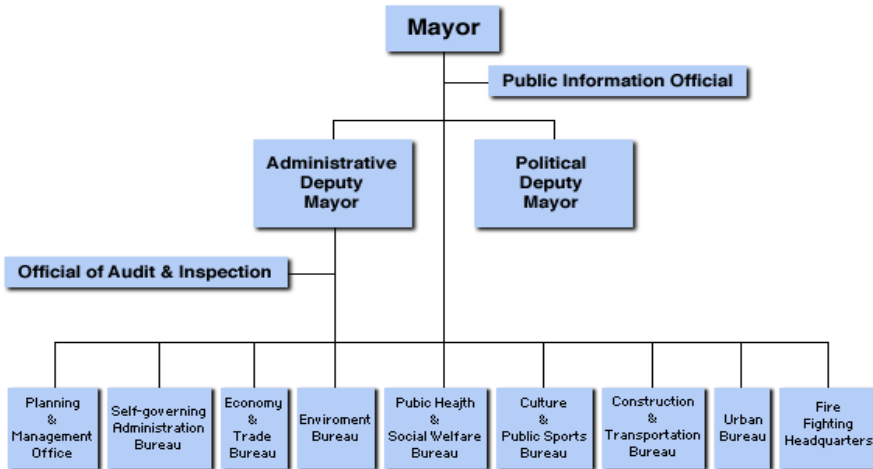 Mayor
Public Information Official
Administrative
Deputy
Mayor
Political
Deputy
Mayor
Official of Audit & Inspection
Planning
&
Management
Office
Self-governing
Administration
Bureau
Economy
&
Trade
Bureau
Enviroment
Bureau
Pubic Hejth
&
Social Welfare
Bureau
Culture
&
Public Sports
Bureau
Construction
&
Transportation
Bureau
Urban
Bureau
Fire
Fighting
Headquarters